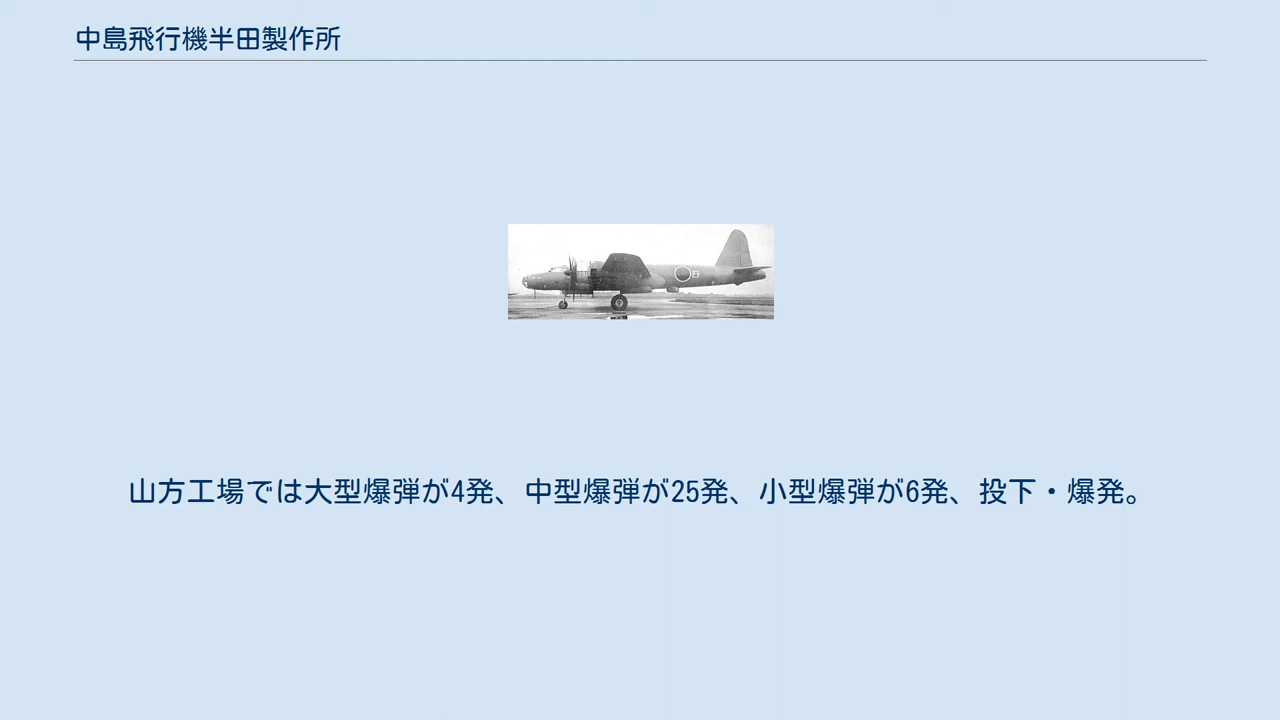 中島飛行機半田製作所
山方工場では大型爆弾が4発、中型爆弾が25発、小型爆弾が6発、投下・爆発。